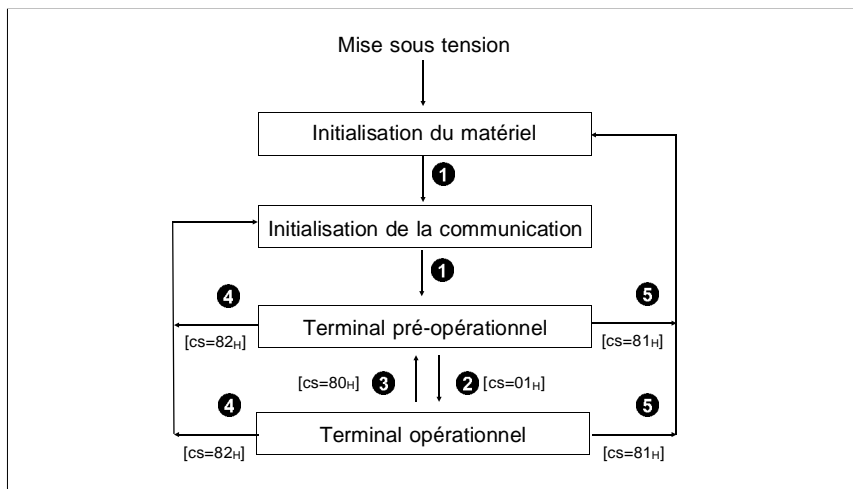 Mise sous tension
Initialisation du matériel
1
Initialisation de la communication
1
4
5
Terminal pré-opérationnel
[cs=82H]
[cs=81H]
[cs=80H] 3 2 [cs=01H]
4
5
Terminal opérationnel
[cs=82H]
[cs=81H]